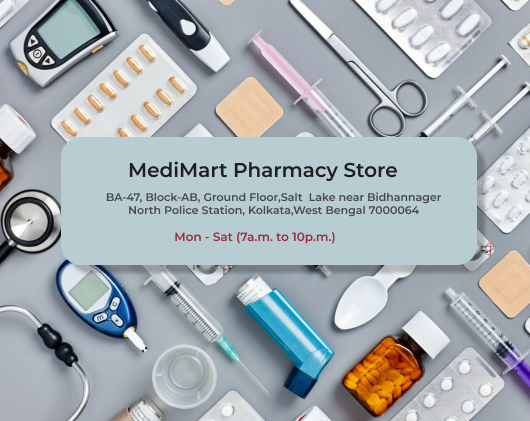 MediMart Pharmacy Store
BA-47, Block-AB, Ground Floor,Salt Lake near Bidhannager
North Police Station, Kolkata,West Bengal 7000064
Mon - Sat (7a.m. to 10p.m.)